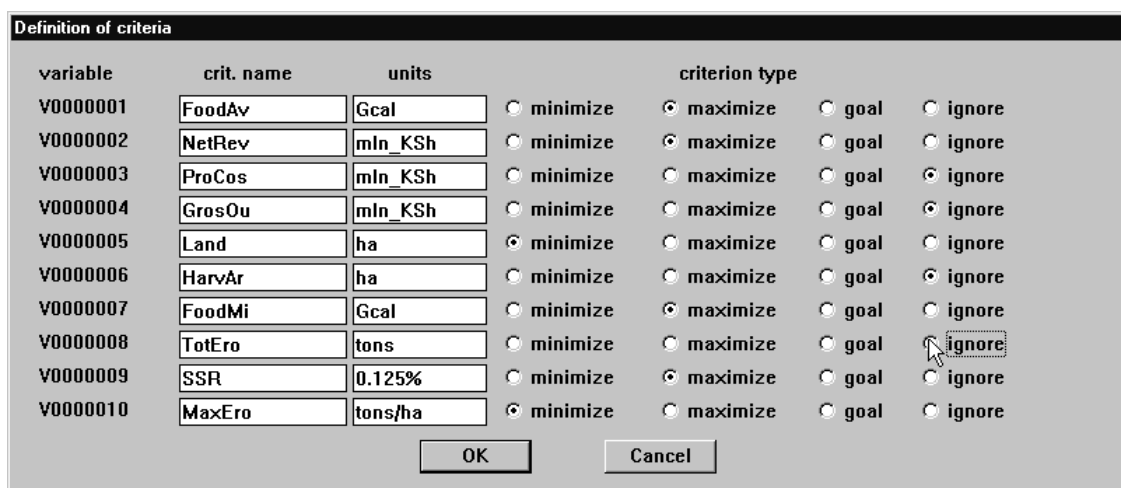 Definition of criteria
variable crit. name units criterion type
V0000001 FoodAv Gcal minimize maximize goal ignore
V0000002 NetRev mln_KSh minimize maximize goal ignore
V0000003 ProCos mln_KSh minimize maximize goal ignore
V0000004 GrosOu mln_KSh minimize maximize goal ignore
V0000005 Land ha minimize maximize goal ignore
V0000006 HarvAr ha minimize maximize goal ignore
V0000007 FoodMi Gcal minimize maximize goal ignore
V0000008 TotEro tons minimize maximize goal ignore
V0000009 SSR 0.125% minimize maximize goal ignore
V0000010 MaxEro tons/ha minimize maximize goal ignore
OK Cancel